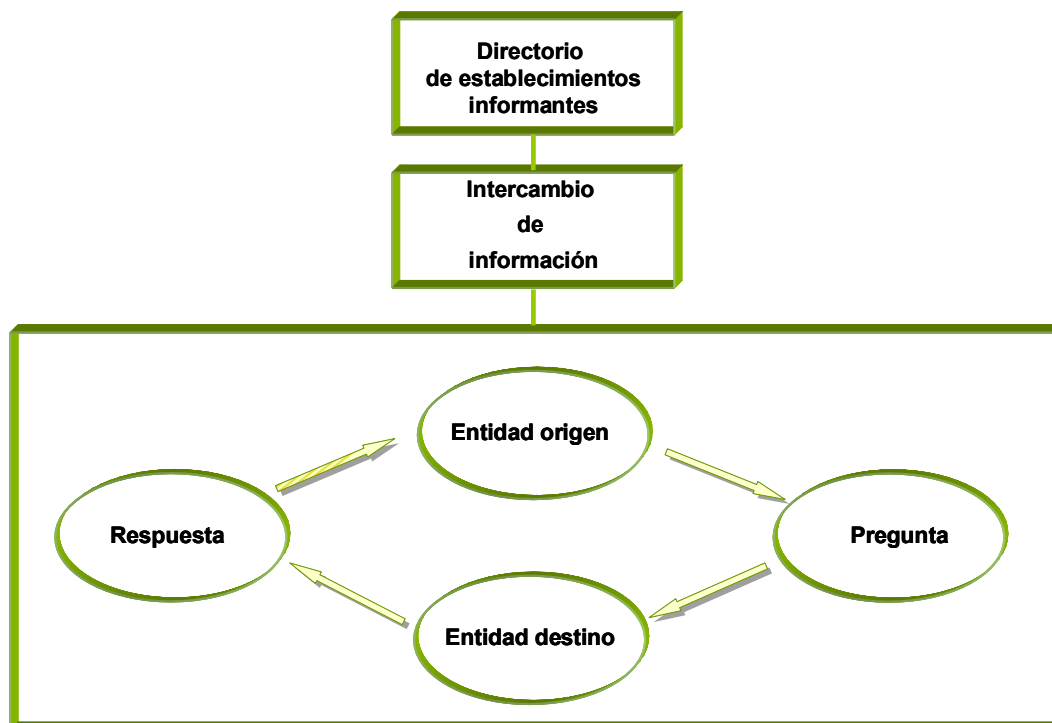 Directorio
de establecimientos
informantes
Intercambio
de
información
Entidad origen
Respuesta
Pregunta
Entidad destino